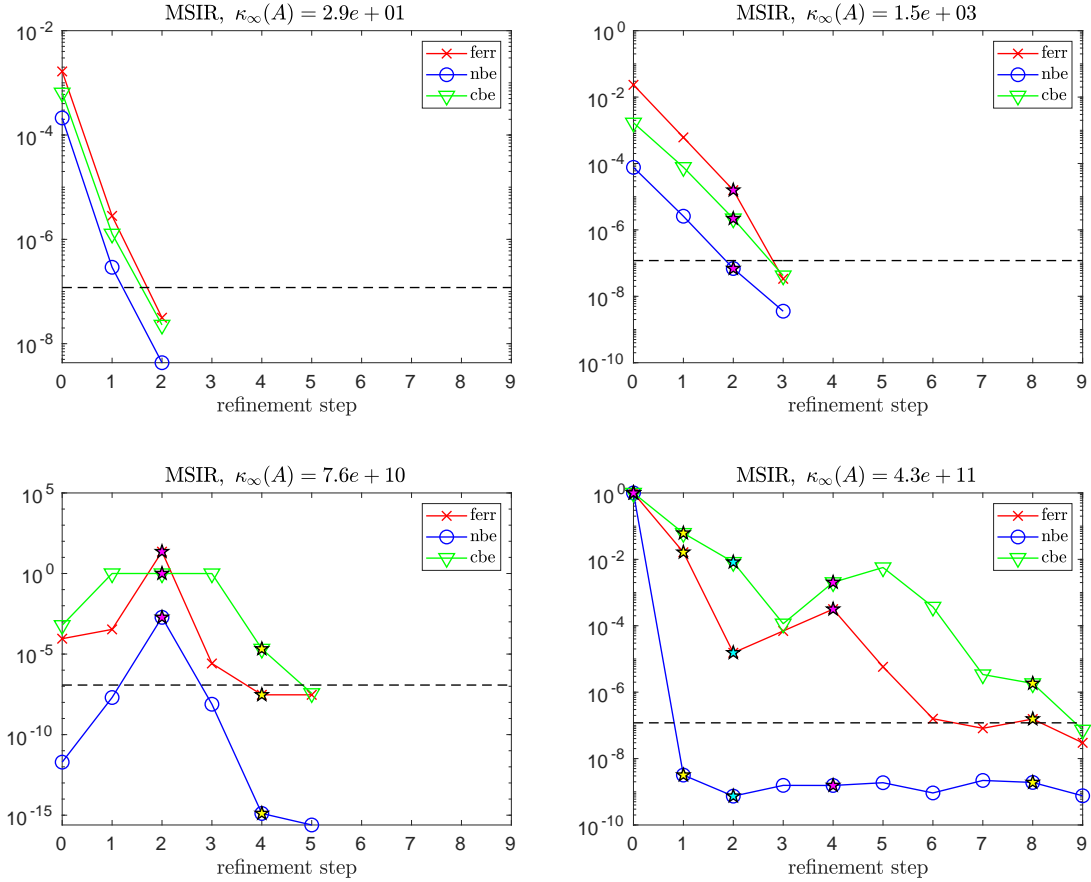 MSIR, κ∞(A) = 2.9e + 01
10^-2
10^-4
10^-6
10^-8
ferr
nbe
cbe
0 1 2 3 4 5 6 7 8 9
refinement step
MSIR, κ∞(A) = 1.5e + 03
10^0
10^-2
10^-4
10^-6
10^-8
10^-10
ferr
nbe
cbe
0 1 2 3 4 5 6 7 8 9
refinement step
MSIR, κ∞(A) = 7.6e + 10
10^5
10^0
10^-5
10^-10
10^-15
ferr
nbe
cbe
0 1 2 3 4 5 6 7 8 9
refinement step
MSIR, κ∞(A) = 4.3e + 11
10^0
10^-2
10^-4
10^-6
10^-8
10^-10
ferr
nbe
cbe
0 1 2 3 4 5 6 7 8 9
refinement step